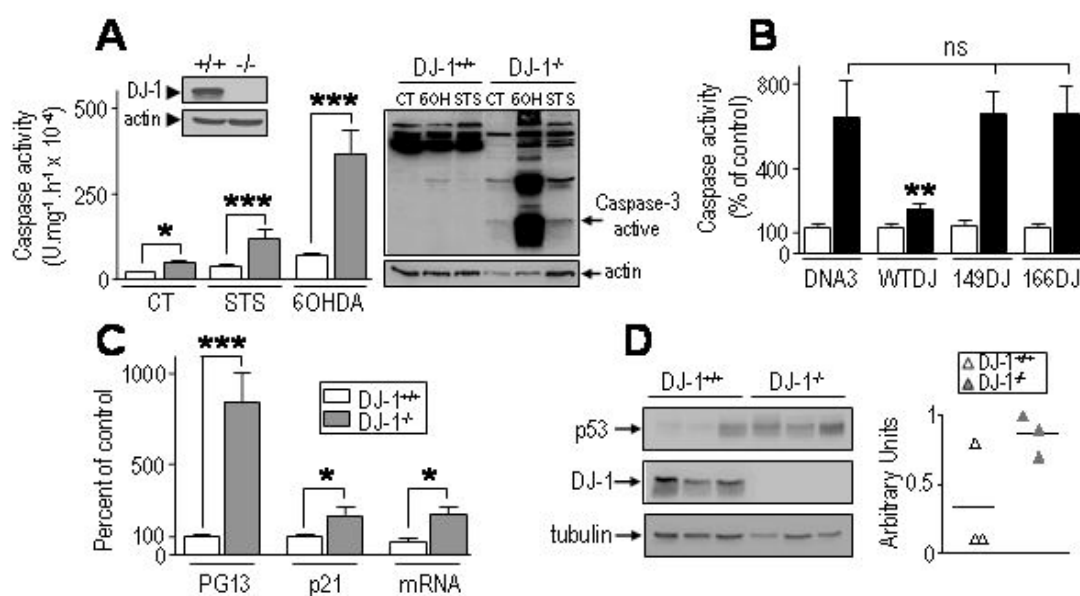 A
+/+ -/-
DJ-1
actin
500
250
0
Caspase activity
(U.mg⁻¹.h⁻¹ x 10⁻⁴)
*
***
***
CT STS 6OHDA
DJ-1+/+ DJ-1-/-
CT 6OH STS CT 6OH STS
Caspase-3
active
actin
B
ns
800
400
100
0
Caspase activity
(% of control)
**
DNA3 WTDJ 149DJ 166DJ
C
1000
500
100
0
Percent of control
***
*
*
DJ-1+/+
DJ-1-/-
PG13 p21 mRNA
D
DJ-1+/+ DJ-1-/-
p53
DJ-1
tubulin
DJ-1+/+
DJ-1-/-
1
0.5
0
Arbitrary Units